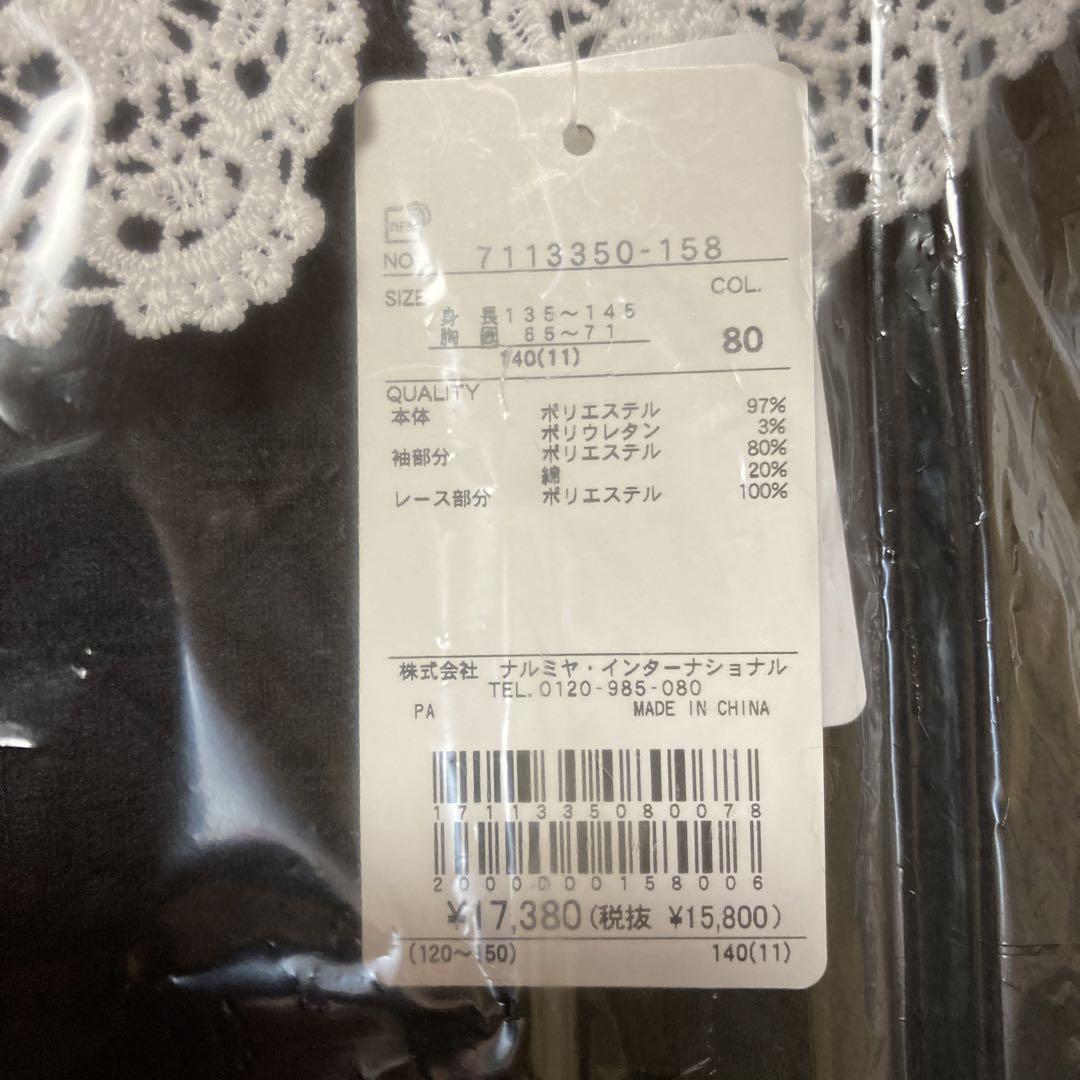 NO. 7113350-158
SIZE COL.
身長135~145
胸囲 65~71
140(11) 80
QUALITY
本体 ポリエステル 97%
ポリウレタン 3%
袖部分 ポリエステル 80%
綿 20%
レース部分 ポリエステル 100%
株式会社 ナルミヤ・インターナショナル
TEL.0120-985-080
PA MADE IN CHINA
1711335080078
2000000158006
¥17,380(税抜 ¥15,800)
(120~150) 140(11)